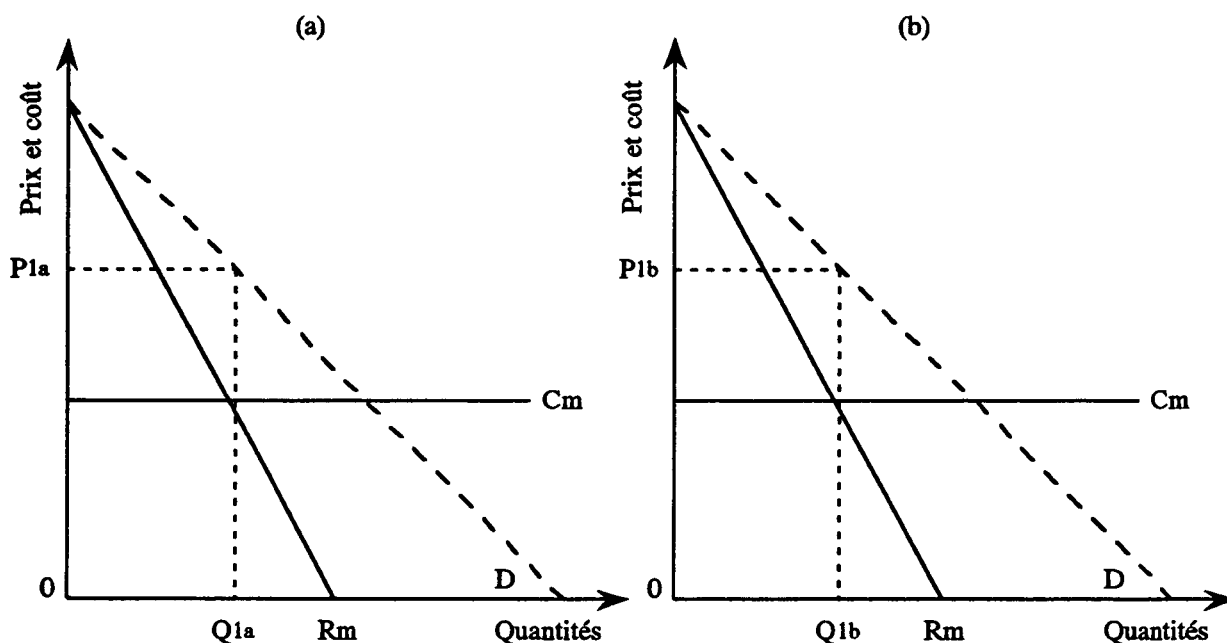 (a)
Prix et coût
P1a
Cm
0
D
Q1a
Rm
Quantités
(b)
Prix et coût
P1b
Cm
0
D
Q1b
Rm
Quantités